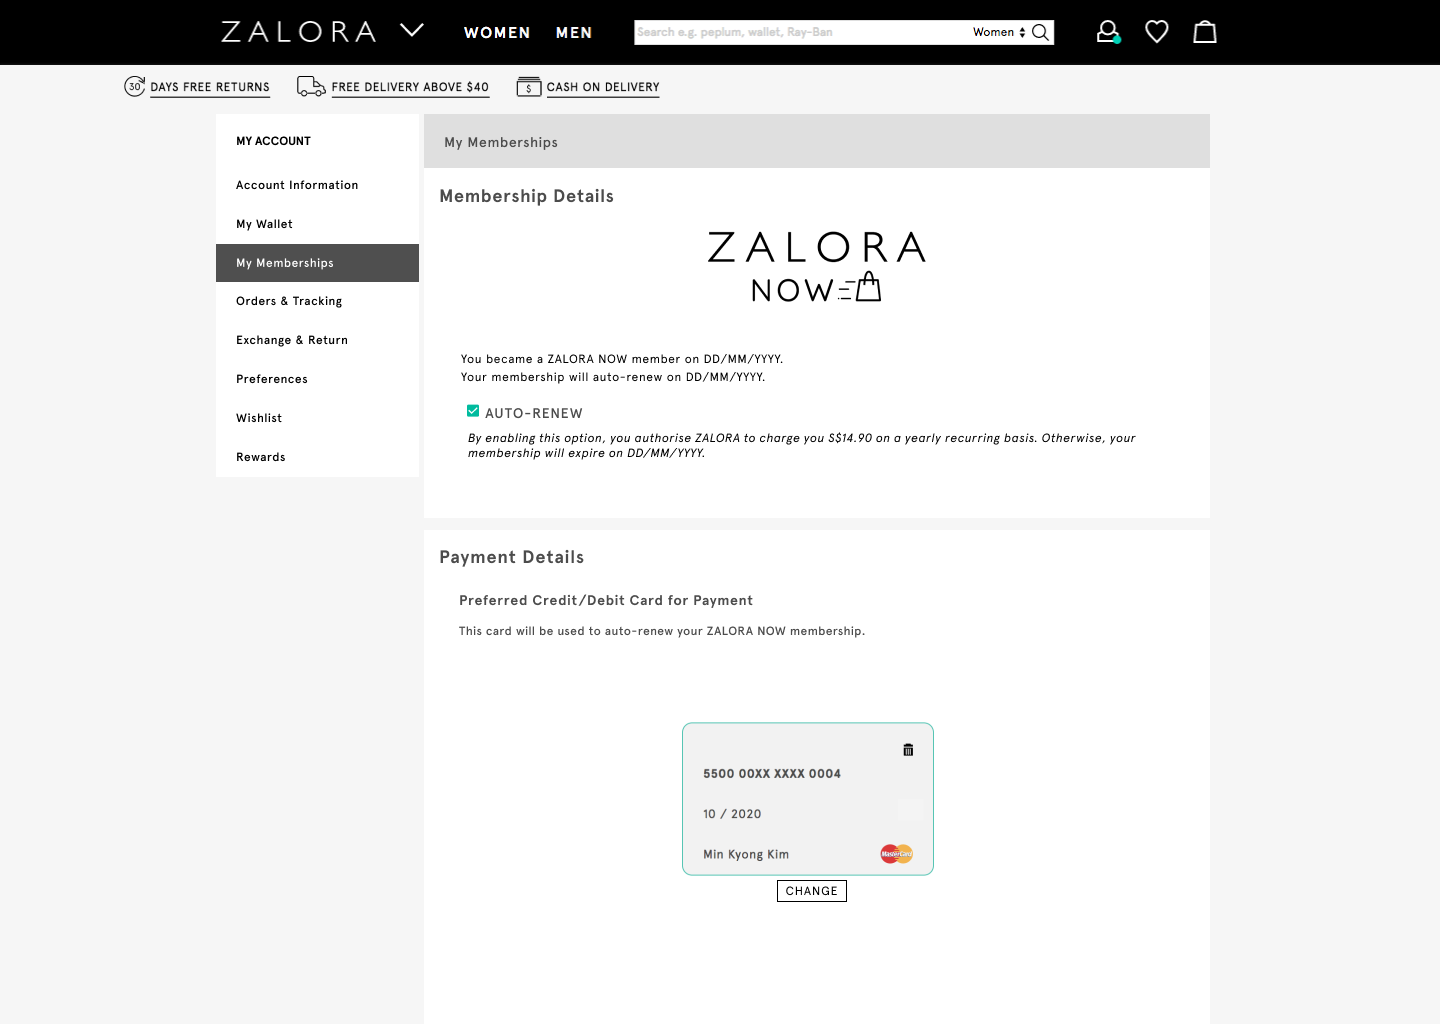 ZALORA
WOMEN
MEN
Search e.g. peplum, wallet, Ray-Ban
Women
30 DAYS FREE RETURNS
FREE DELIVERY ABOVE $40
$ CASH ON DELIVERY
MY ACCOUNT
Account Information
My Wallet
My Memberships
Orders & Tracking
Exchange & Return
Preferences
Wishlist
Rewards
My Memberships
Membership Details
ZALORA
NOW
You became a ZALORA NOW member on DD/MM/YYYY.
Your membership will auto-renew on DD/MM/YYYY.
AUTO-RENEW
By enabling this option, you authorise ZALORA to charge you S$14.90 on a yearly recurring basis. Otherwise, your
membership will expire on DD/MM/YYYY.
Payment Details
Preferred Credit/Debit Card for Payment
This card will be used to auto-renew your ZALORA NOW membership.
5500 00XX XXXX 0004
10 / 2020
Min Kyong Kim
MasterCard
CHANGE